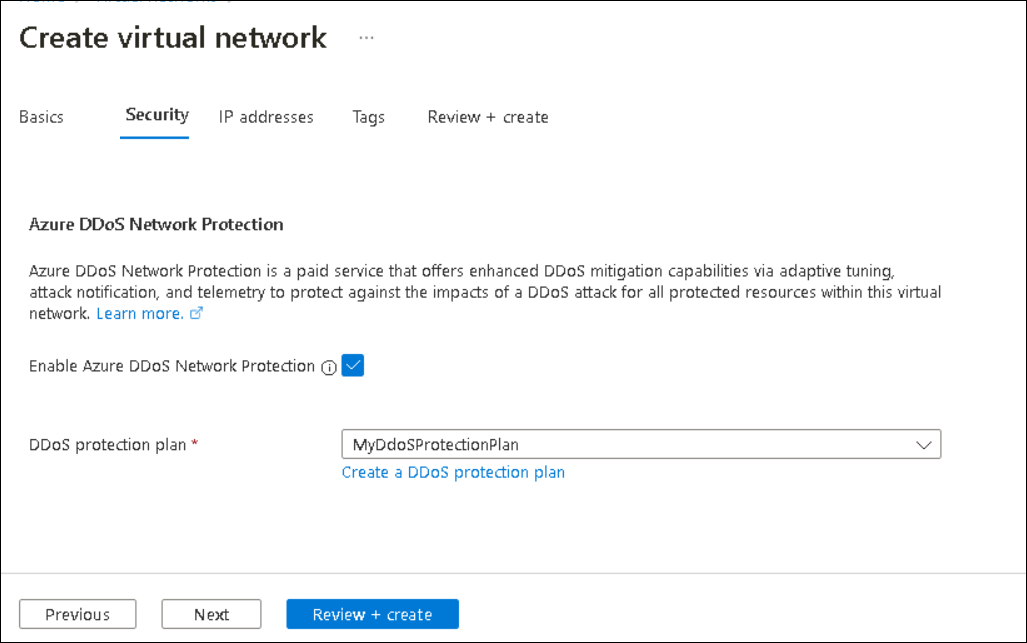 Create virtual network ...
Basics Security IP addresses Tags Review + create
Azure DDoS Network Protection
Azure DDoS Network Protection is a paid service that offers enhanced DDoS mitigation capabilities via adaptive tuning,
attack notification, and telemetry to protect against the impacts of a DDoS attack for all protected resources within this virtual
network. Learn more.
Enable Azure DDoS Network Protection
DDoS protection plan *
MyDdoSProtectionPlan
Create a DDoS protection plan
Previous Next Review + create